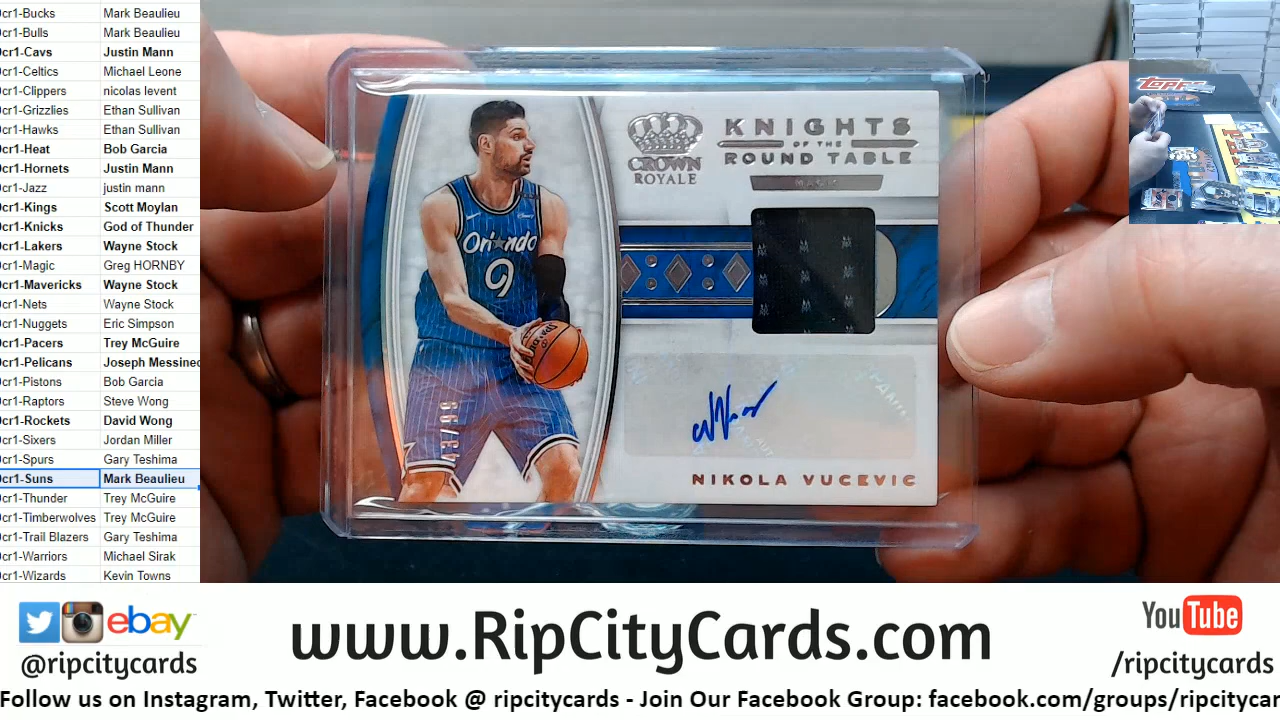 cr1-Bucks Mark Beaulieu
cr1-Bulls Mark Beaulieu
cr1-Cavs Justin Mann
cr1-Celtics Michael Leone
cr1-Clippers nicolas levent
cr1-Grizzlies Ethan Sullivan
cr1-Hawks Ethan Sullivan
cr1-Heat Bob Garcia
cr1-Hornets Justin Mann
cr1-Jazz justin mann
cr1-Kings Scott Moylan
cr1-Knicks God of Thunder
cr1-Lakers Wayne Stock
cr1-Magic Greg HORNBY
cr1-Mavericks Wayne Stock
cr1-Nets Wayne Stock
cr1-Nuggets Eric Simpson
cr1-Pacers Trey McGuire
cr1-Pelicans Joseph Messineo
cr1-Pistons Bob Garcia
cr1-Raptors Steve Wong
cr1-Rockets David Wong
cr1-Sixers Jordan Miller
cr1-Spurs Gary Teshima
cr1-Suns Mark Beaulieu
cr1-Thunder Trey McGuire
cr1-Timberwolves Trey McGuire
cr1-Trail Blazers Gary Teshima
cr1-Warriors Michael Sirak
cr1-Wizards Kevin Towns
CROWN
ROYALE
KNIGHTS
OF THE
ROUND TABLE
MAGIC
Orlando
9
43/99
NIKOLA VUCEVIC
Topps
ebay
@ripcitycards
www.RipCityCards.com
YouTube
/ripcitycards
Follow us on Instagram, Twitter, Facebook @ ripcitycards - Join Our Facebook Group: facebook.com/groups/ripcitycar